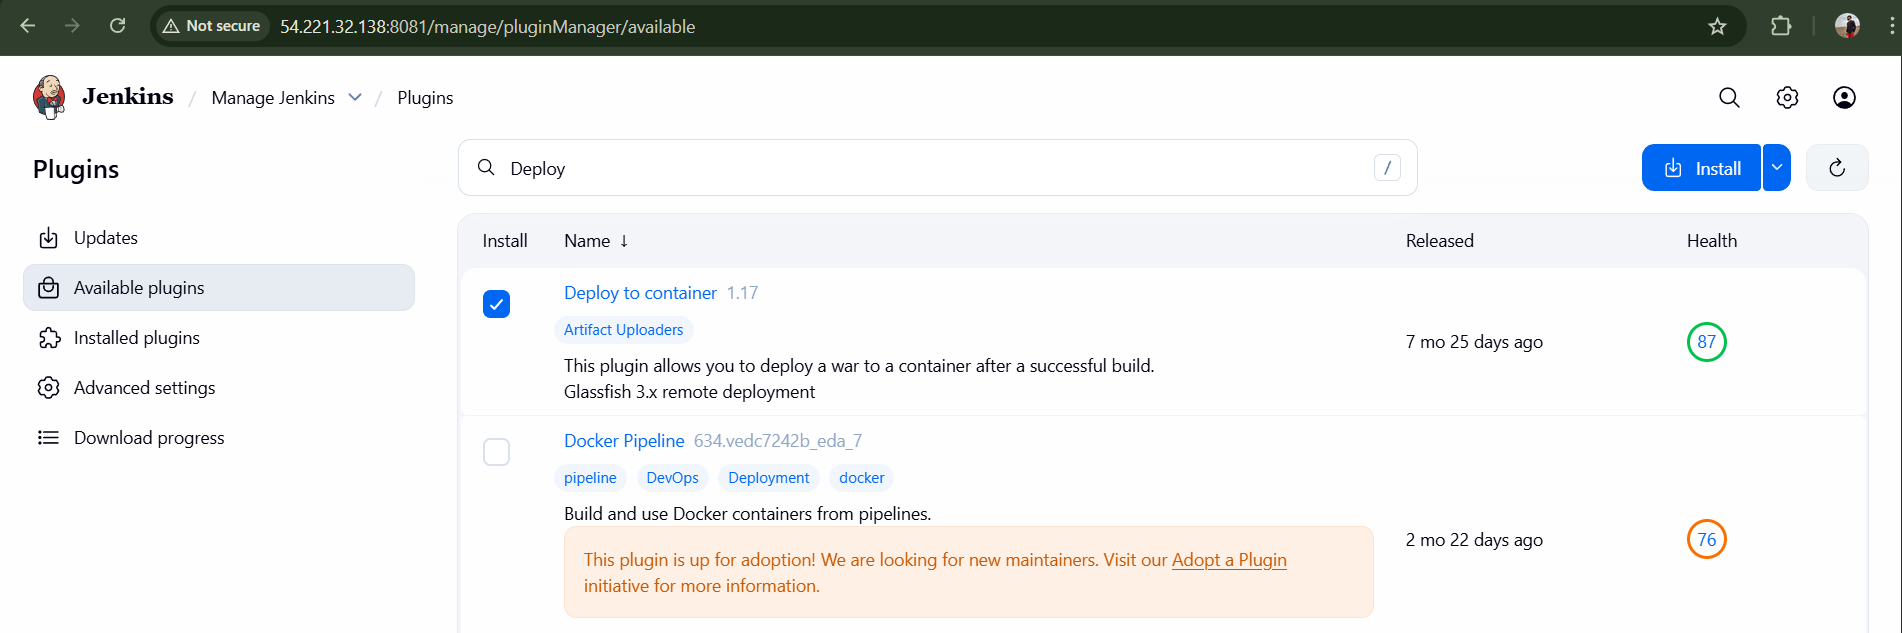 Not secure 54.221.32.138:8081/manage/pluginManager/available
Jenkins / Manage Jenkins / Plugins
Plugins
Deploy /
Install
Updates
Available plugins
Installed plugins
Advanced settings
Download progress
Install Name ↓ Released Health
Deploy to container 1.17
Artifact Uploaders
This plugin allows you to deploy a war to a container after a successful build.
Glassfish 3.x remote deployment
7 mo 25 days ago
87
Docker Pipeline 634.vedc7242b_eda_7
pipeline DevOps Deployment docker
Build and use Docker containers from pipelines.
This plugin is up for adoption! We are looking for new maintainers. Visit our Adopt a Plugin
initiative for more information.
2 mo 22 days ago
76